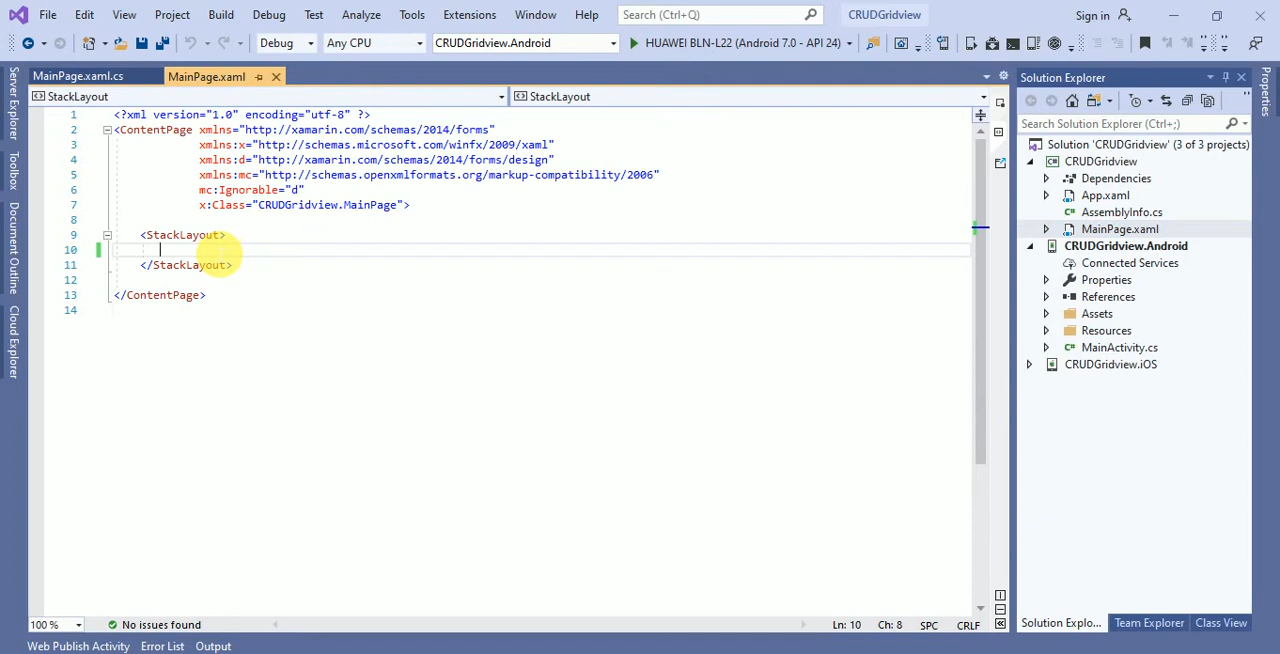 File Edit View Project Build Debug Test Analyze Tools Extensions Window Help Search (Ctrl+Q) CRUDGridview Sign in
Debug Any CPU CRUDGridview.Android HUAWEI BLN-L22 (Android 7.0 - API 24)
MainPage.xaml.cs MainPage.xaml
StackLayout StackLayout
1 <?xml version="1.0" encoding="utf-8" ?>
2 <ContentPage xmlns="http://xamarin.com/schemas/2014/forms"
3 xmlns:x="http://schemas.microsoft.com/winfx/2009/xaml"
4 xmlns:d="http://xamarin.com/schemas/2014/forms/design"
5 xmlns:mc="http://schemas.openxmlformats.org/markup-compatibility/2006"
6 mc:Ignorable="d"
7 x:Class="CRUDGridview.MainPage">
8
9 <StackLayout>
10
11 </StackLayout>
12
13 </ContentPage>
14
100 % No issues found Ln: 10 Ch: 8 SPC CRLF
Web Publish Activity Error List Output
Server Explorer
Toolbox
Document Outline
Cloud Explorer
Solution Explorer
Search Solution Explorer (Ctrl+;)
Solution 'CRUDGridview' (3 of 3 projects)
CRUDGridview
Dependencies
App.xaml
AssemblyInfo.cs
MainPage.xaml
CRUDGridview.Android
Connected Services
Properties
References
Assets
Resources
MainActivity.cs
CRUDGridview.iOS
Solution Explo... Team Explorer Class View
Properties